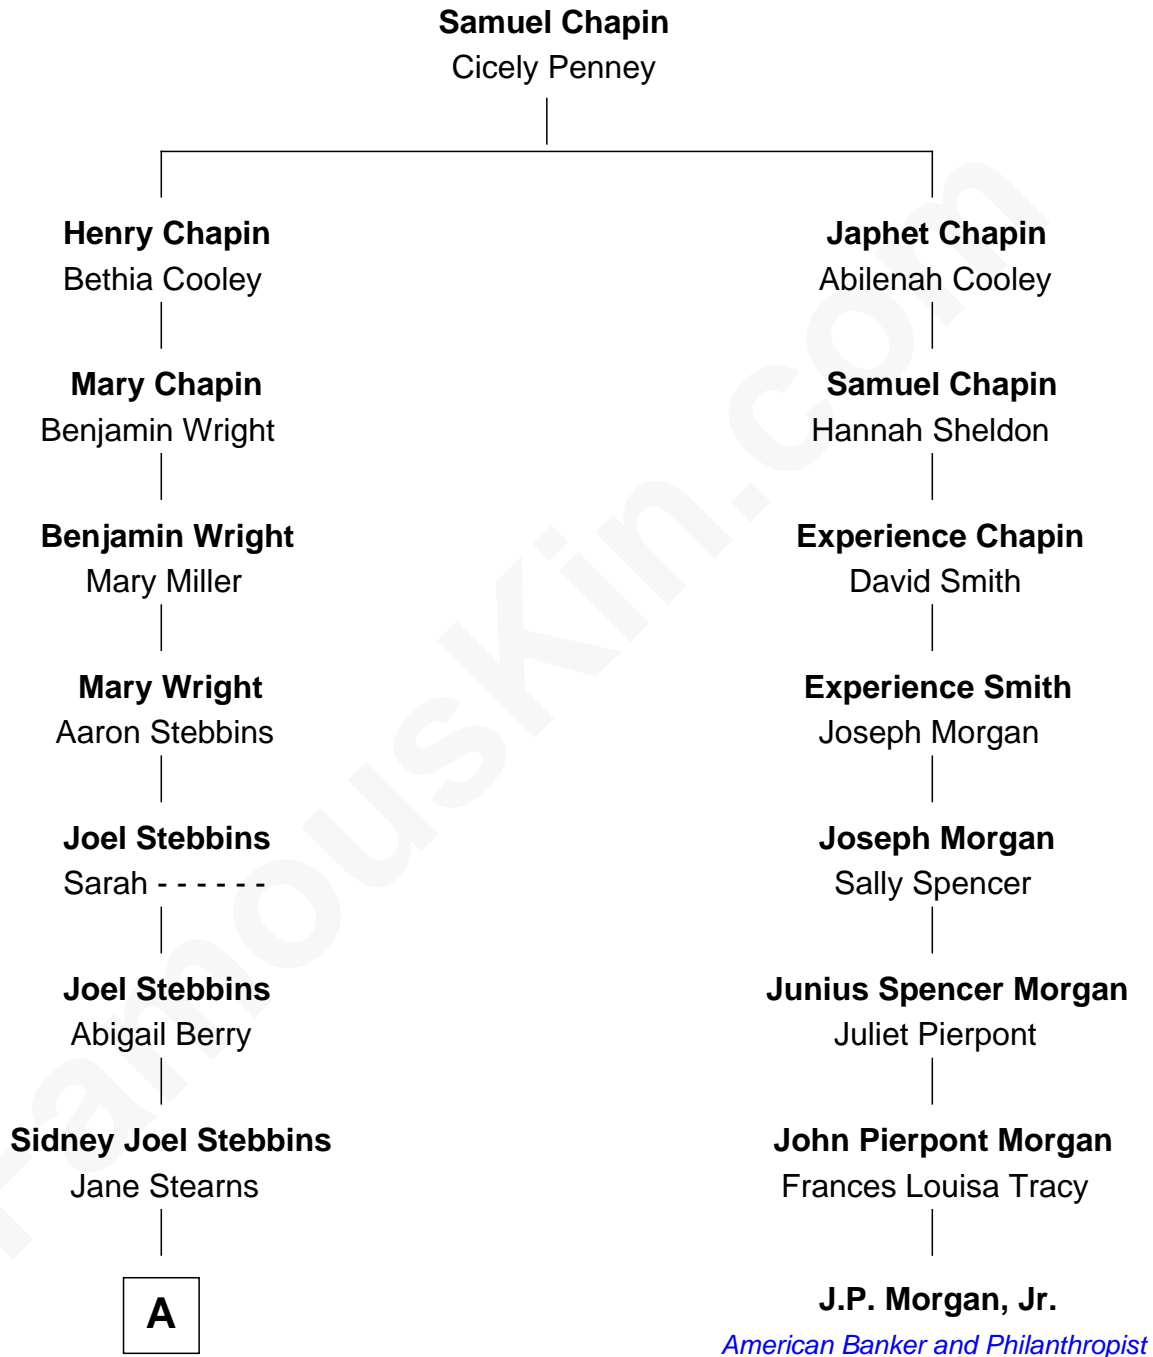 Samuel Chapin
Cicely Penney
Henry Chapin
Bethia Cooley
Japhet Chapin
Abilenah Cooley
Mary Chapin
Benjamin Wright
Samuel Chapin
Hannah Sheldon
Benjamin Wright
Mary Miller
Experience Chapin
David Smith
Mary Wright
Aaron Stebbins
Experience Smith
Joseph Morgan
Joel Stebbins
Sarah - - - - - -
Joseph Morgan
Sally Spencer
Joel Stebbins
Abigail Berry
Junius Spencer Morgan
Juliet Pierpont
Sidney Joel Stebbins
Jane Stearns
John Pierpont Morgan
Frances Louisa Tracy
A
J.P. Morgan, Jr.
American Banker and Philanthropist
FamousKin.com